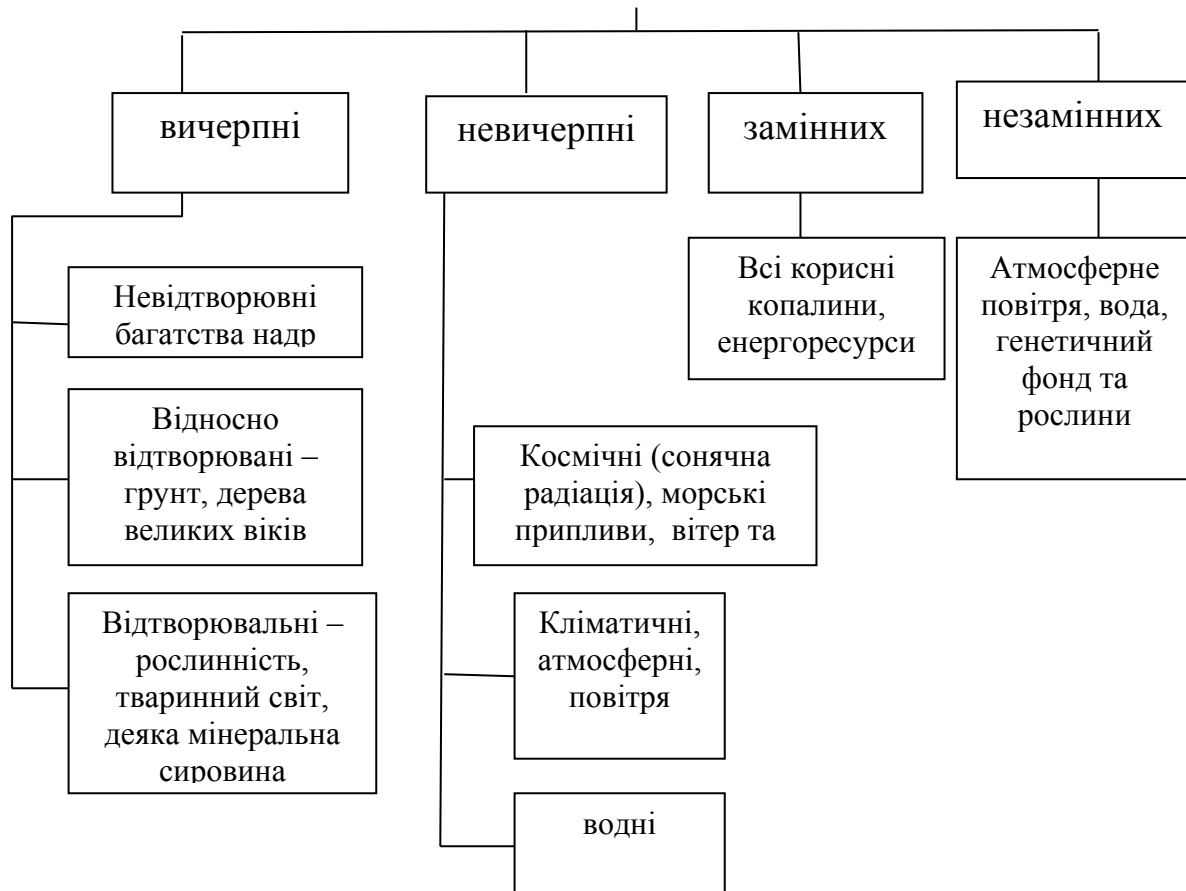 вичерпні
невичерпні
замінних
незамінних
Невідтворювні
багатства надр
Відносно
відтворювані –
грунт, дерева
великих віків
Відтворювальні –
рослинність,
тваринний світ,
деяка мінеральна
сировина
Космічні (сонячна
радіація), морські
припливи, вітер та
Кліматичні,
атмосферні,
повітря
водні
Всі корисні
копалини,
енергоресурси
Атмосферне
повітря, вода,
генетичний
фонд та
рослини